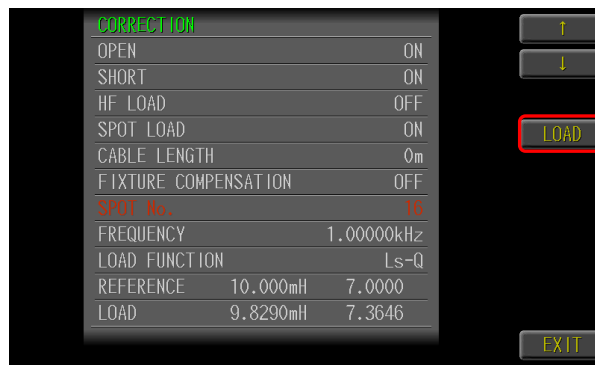 CORRECTION
OPEN ON
SHORT ON
HF LOAD OFF
SPOT LOAD ON
CABLE LENGTH 0m
FIXTURE COMPENSATION OFF
SPOT No. 16
FREQUENCY 1.00000kHz
LOAD FUNCTION Ls-Q
REFERENCE 10.000mH 7.0000
LOAD 9.8290mH 7.3646
↑
↓
LOAD
EXIT